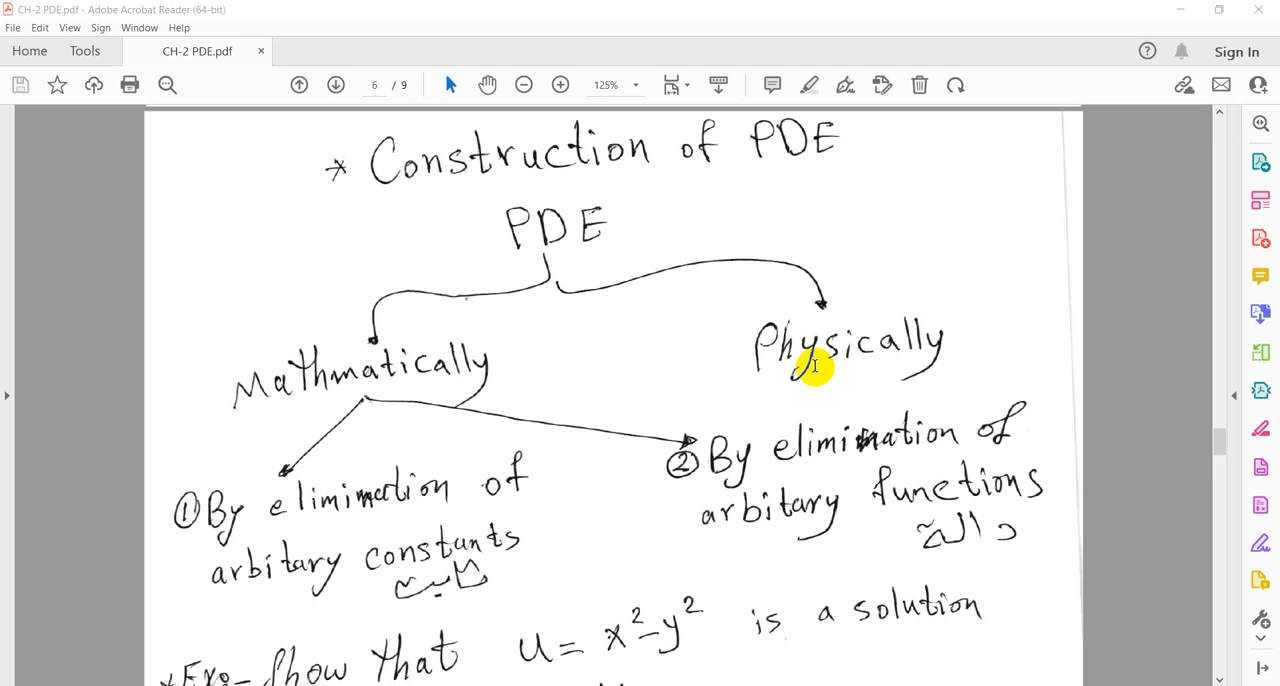 CH-2 PDE.pdf - Adobe Acrobat Reader (64-bit)
File Edit View Sign Window Help
Home Tools CH-2 PDE.pdf × Sign In
6 / 9 125%
* Construction of PDE
PDE
Mathmatically
Physically
① By elimination of
arbitary constants
ثابت
② By elimination of
arbitary functions
دالة
*Ex:- Show that u = x² - y² is a solution